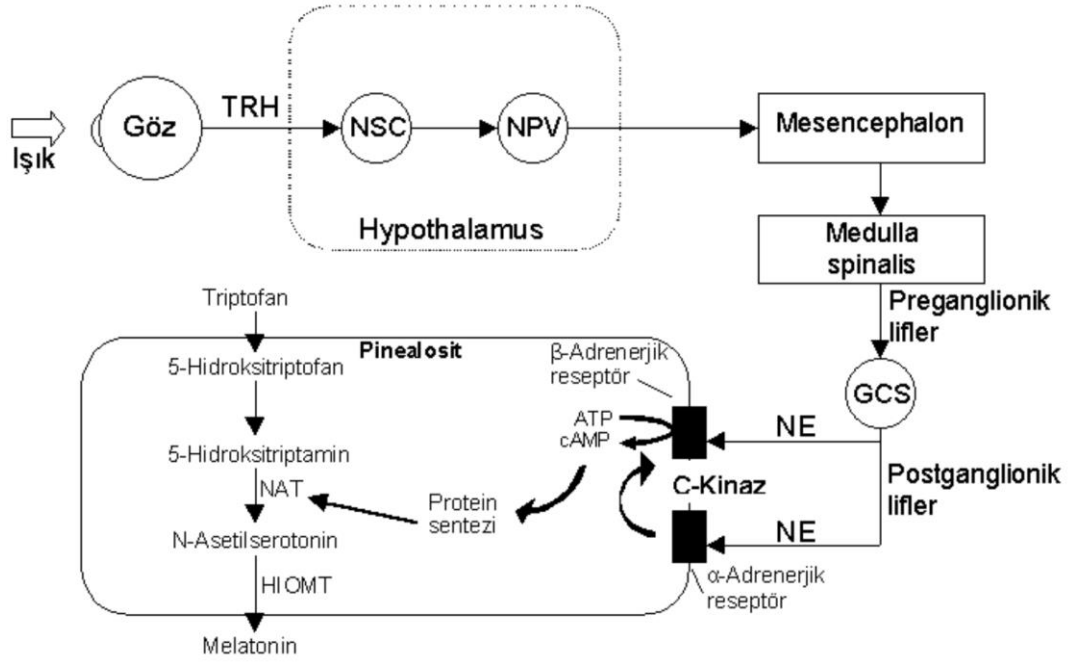 Işık
Göz
TRH
NSC
NPV
Hypothalamus
Mesencephalon
Medulla
spinalis
Preganglionik
lifler
GCS
Postganglionik
lifler
NE
NE
Triptofan
Pinealosit
5-Hidroksitriptofan
5-Hidroksitriptamin
NAT
N-Asetilserotonin
HIOMT
Melatonin
Protein
sentezi
ATP
cAMP
β-Adrenerjik
reseptör
C-Kinaz
α-Adrenerjik
reseptör